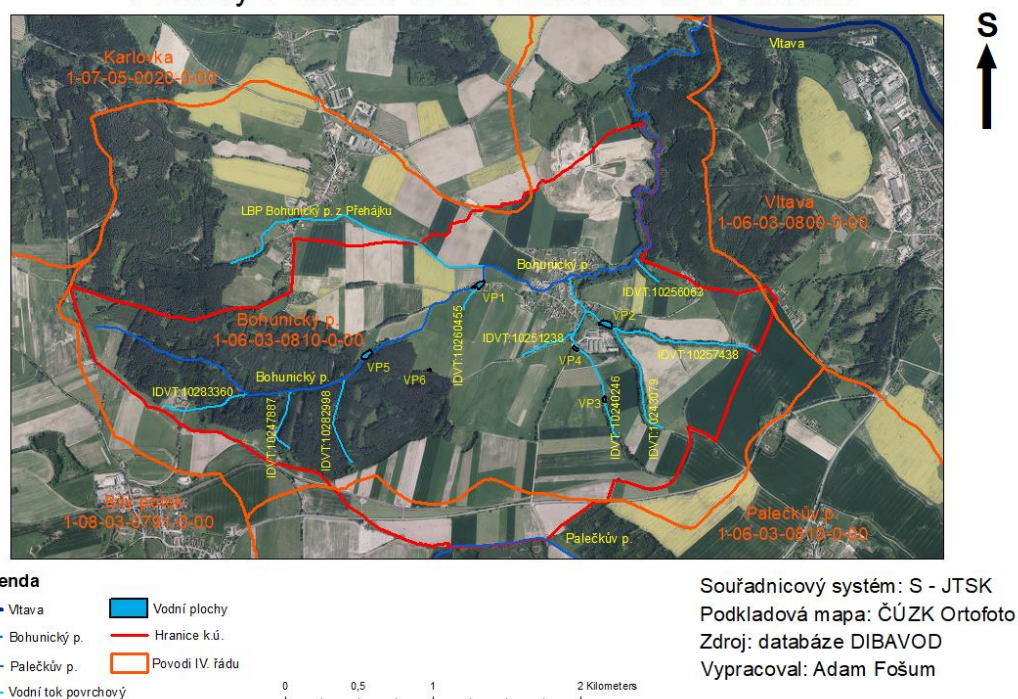 S
Vltava
Karlovka
1-07-05-0020-0-00
Vltava
1-06-03-0800-0-00
LBP Bohunický p. z Přehájku
Bohunický p.
IDVT:10256063
VP1
Bohunický p.
1-06-03-0810-0-00
VP2
IDVT:10260455
IDVT:10251238
VP4
IDVT:10257438
VP5
VP6
Bohunický p.
IDVT:10283360
IDVT:10247887
IDVT:10282998
VP3
IDVT:10240246
IDVT:10243079
Bílý potok
1-08-03-0791-0-00
Palečkův p.
1-06-03-0810-0-00
Palečkův p.
enda
Vltava
Bohunický p.
Palečkův p.
Vodní tok povrchový
Vodní plochy
Hranice k.ú.
Povodi IV. řádu
0 0,5 1 2 Kilometers
Souřadnicový systém: S - JTSK
Podkladová mapa: ČÚZK Ortofoto
Zdroj: databáze DIBAVOD
Vypracoval: Adam Fošum